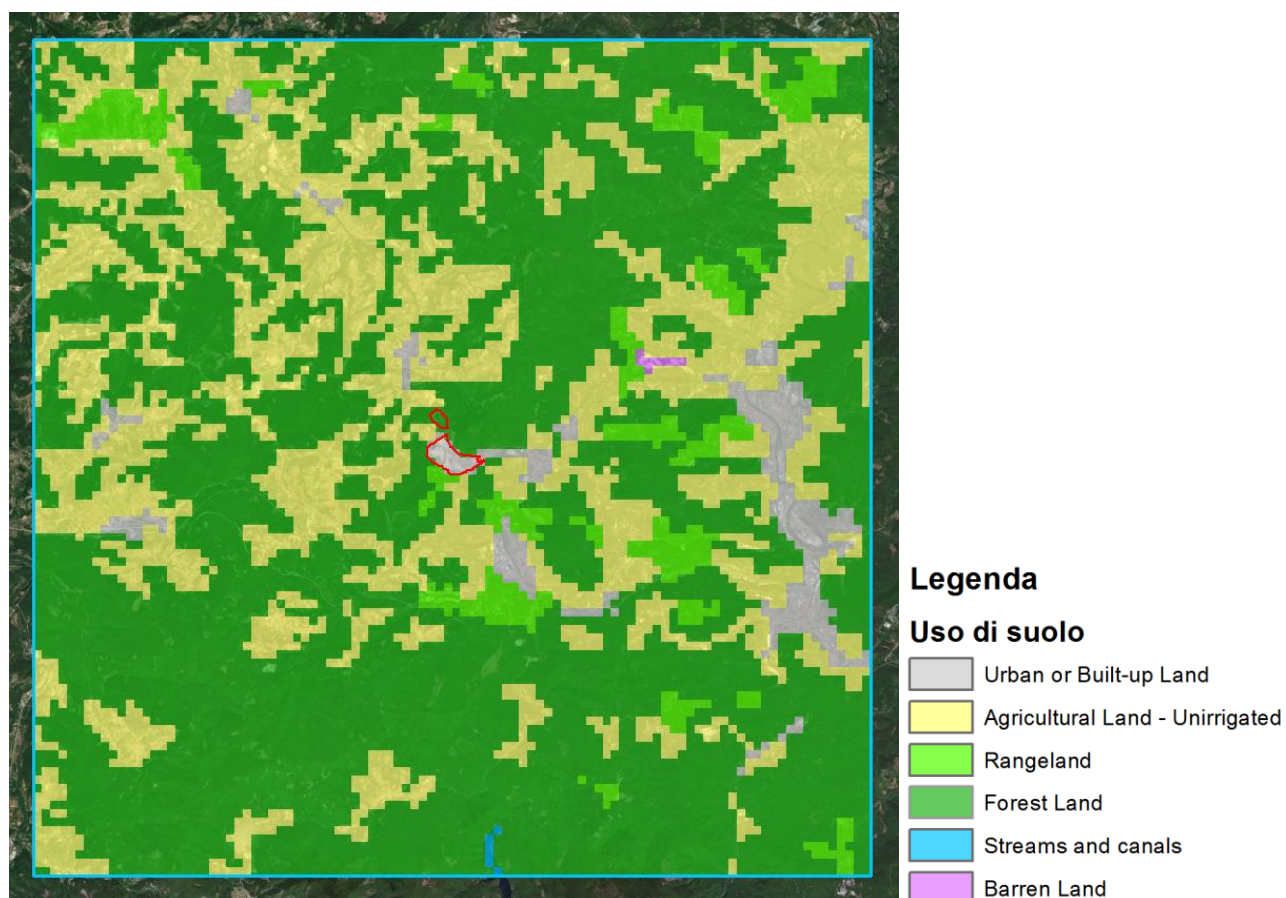 Legenda
Uso di suolo
Urban or Built-up Land
Agricultural Land - Unirrigated
Rangeland
Forest Land
Streams and canals
Barren Land